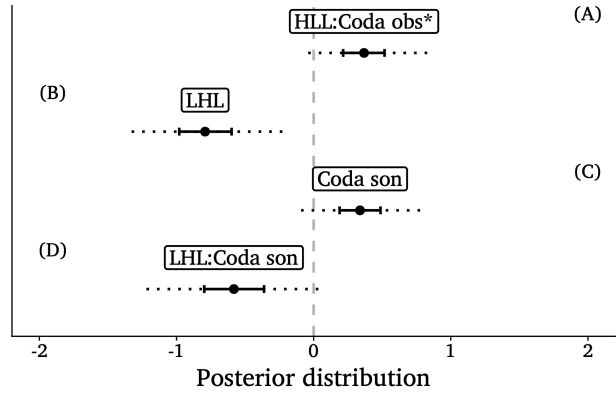 HLL:Coda obs*
(A)
(B)
LHL
(C)
Coda son
(D)
LHL:Coda son
-2 -1 0 1 2
Posterior distribution